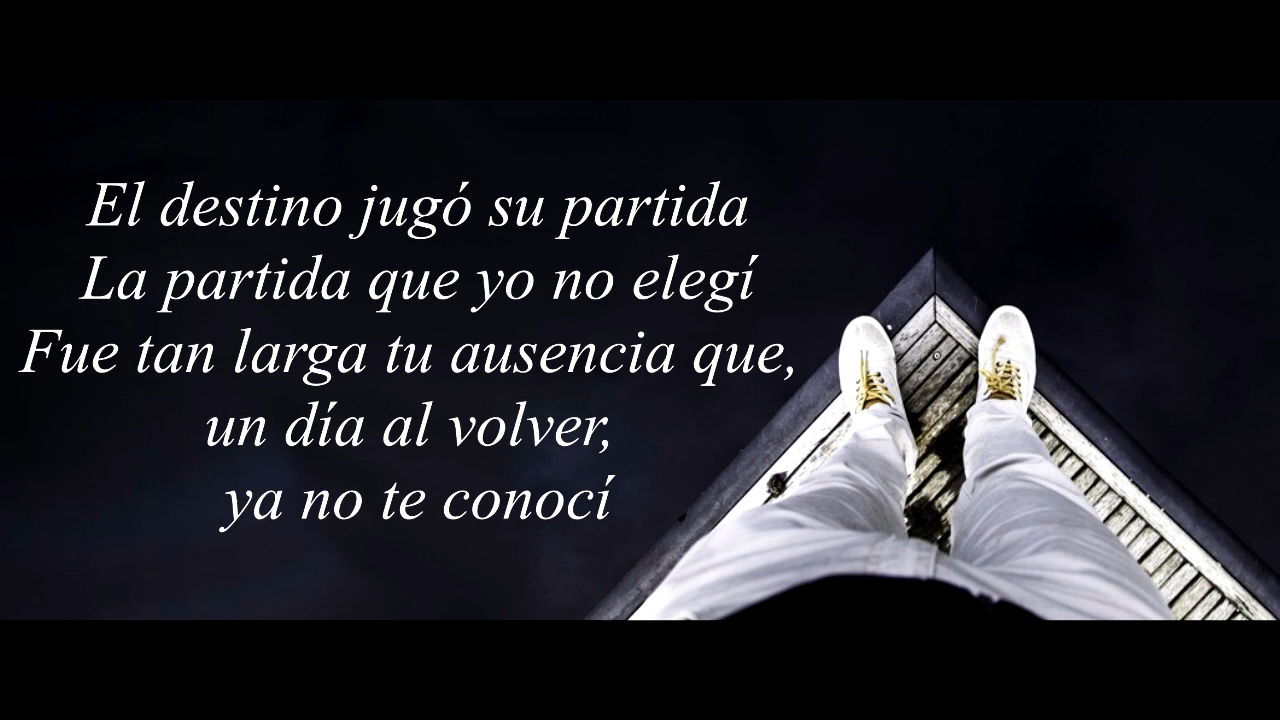 El destino jugó su partida
La partida que yo no elegí
Fue tan larga tu ausencia que,
un día al volver,
ya no te conocí